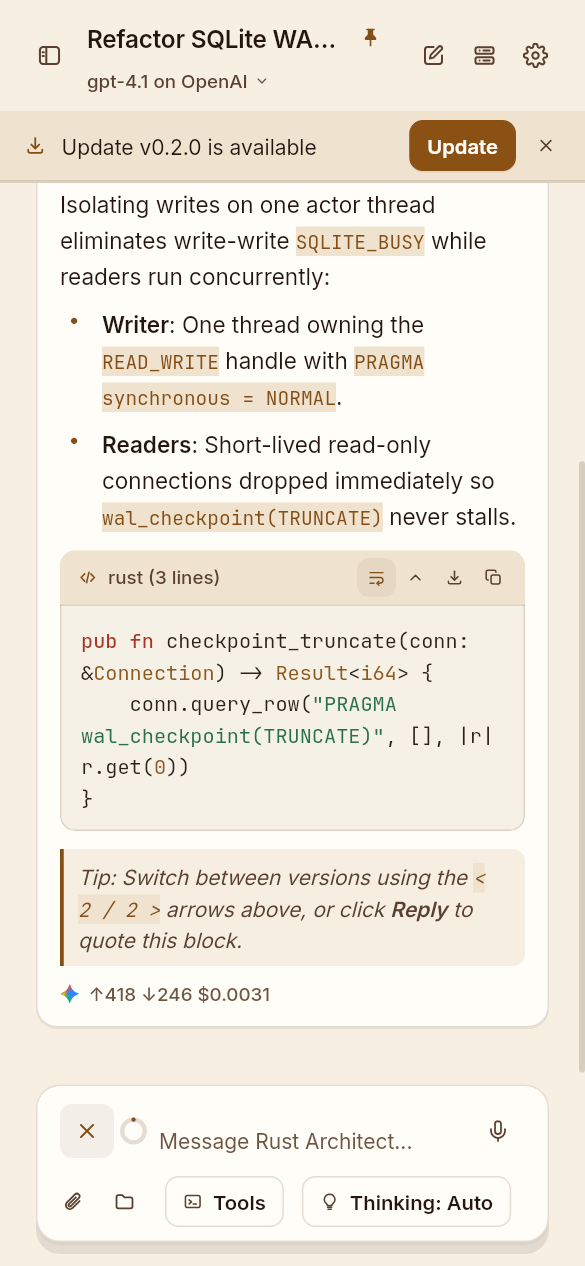 Refactor SQLite WA...
gpt-4.1 on OpenAI
Update v0.2.0 is available
Update
Isolating writes on one actor thread
eliminates write-write SQLITE_BUSY while
readers run concurrently:
• Writer: One thread owning the
READ_WRITE handle with PRAGMA
synchronous = NORMAL.
• Readers: Short-lived read-only
connections dropped immediately so
wal_checkpoint(TRUNCATE) never stalls.
rust (3 lines)
pub fn checkpoint_truncate(conn:
&Connection) -> Result<i64> {
    conn.query_row("PRAGMA
wal_checkpoint(TRUNCATE)", [], |r|
r.get(0))
}
Tip: Switch between versions using the <
2 / 2 > arrows above, or click Reply to
quote this block.
↑418 ↓246 $0.0031
Message Rust Architect...
Tools
Thinking: Auto